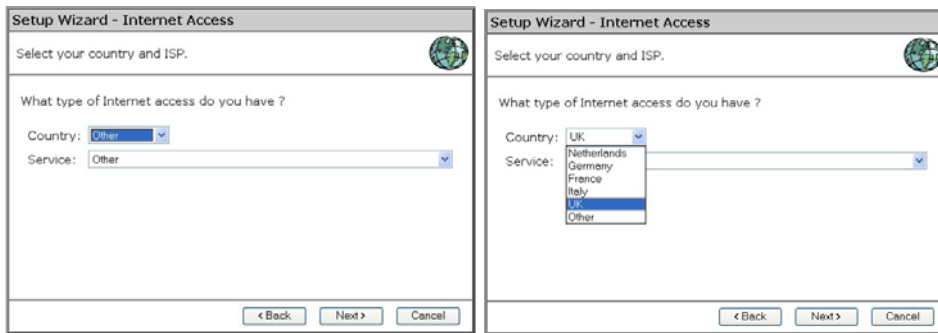 Setup Wizard - Internet Access
Select your country and ISP.
What type of Internet access do you have ?
Country: Other
Service: Other
< Back Next > Cancel
Setup Wizard - Internet Access
Select your country and ISP.
What type of Internet access do you have ?
Country: UK
Service:
Netherlands
Germany
France
Italy
UK
Other
< Back Next > Cancel